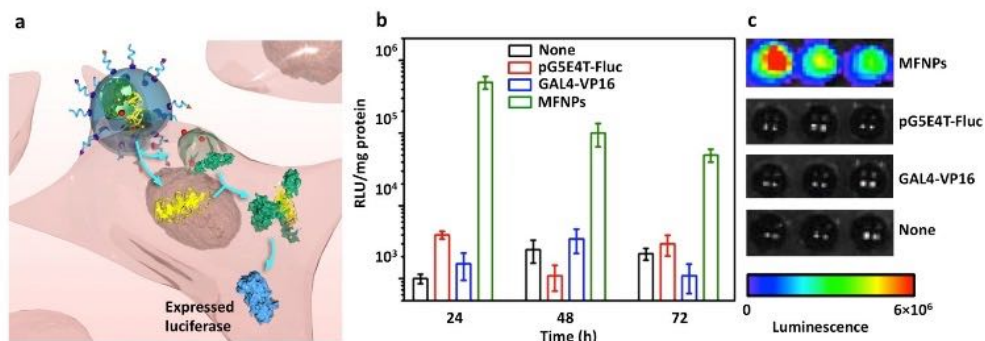 a
Expressed
luciferase
b
10⁶
10⁵
10⁴
10³
RLU/mg protein
None
pG5E4T-Fluc
GAL4-VP16
MFNPs
24
48
72
Time (h)
c
MFNPs
pG5E4T-Fluc
GAL4-VP16
None
0
6×10⁶
Luminescence